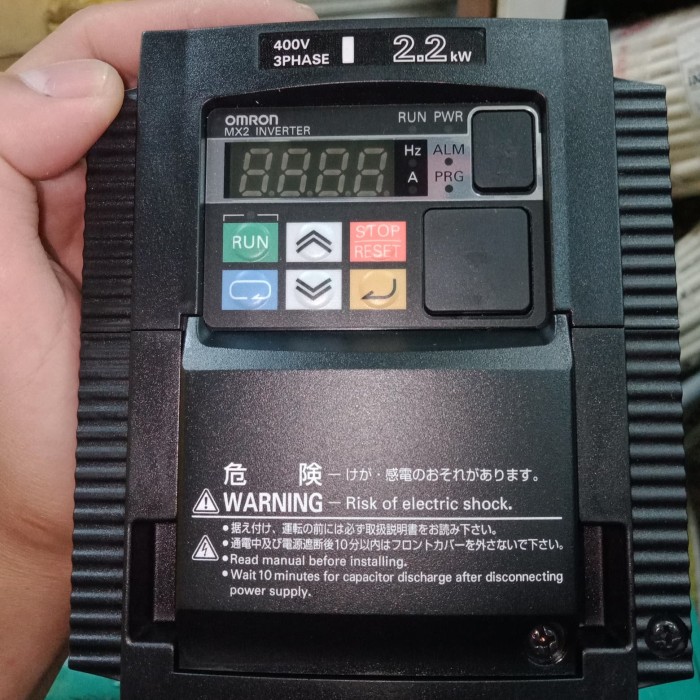 400V
3PHASE
2.2 kW
OMRON
MX2 INVERTER
RUN PWR
Hz ALM
A PRG
RUN
STOP
RESET
危 険 ー けが・感電のおそれがあります。
WARNING – Risk of electric shock.
●据え付け、運転の前には必ず取扱説明書をお読み下さい。
●通電中及び電源遮断後10分以内はフロントカバーを外さないで下さい。
●Read manual before installing.
●Wait 10 minutes for capacitor discharge after disconnecting
power supply.